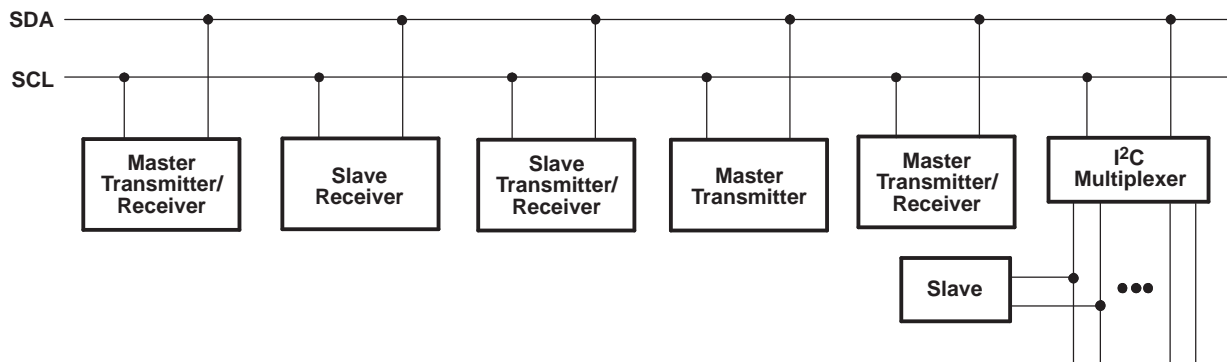 SDA
SCL
Master
Transmitter/
Receiver
Slave
Receiver
Slave
Transmitter/
Receiver
Master
Transmitter
Master
Transmitter/
Receiver
I²C
Multiplexer
Slave